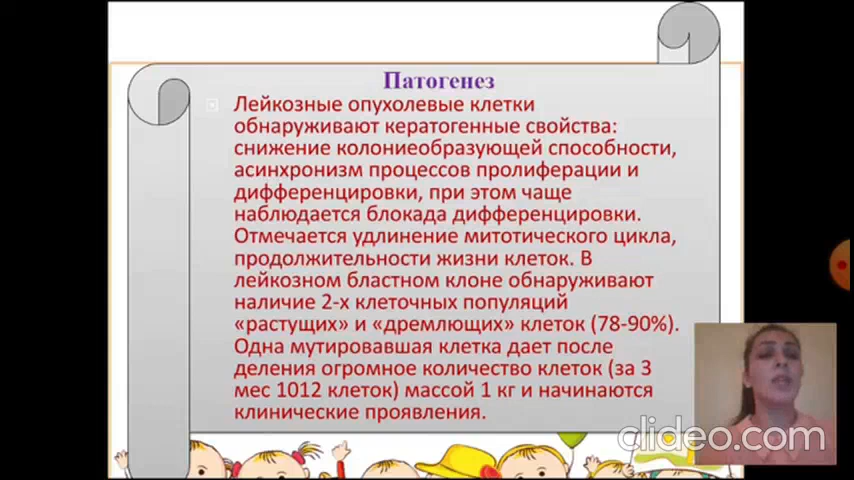 Патогенез
Лейкозные опухолевые клетки
обнаруживают кератогенные свойства:
снижение колониеобразующей способности,
асинхронизм процессов пролиферации и
дифференцировки, при этом чаще
наблюдается блокада дифференцировки.
Отмечается удлинение митотического цикла,
продолжительности жизни клеток. В
лейкозном бластном клоне обнаруживают
наличие 2-х клеточных популяций
«растущих» и «дремлющих» клеток (78-90%).
Одна мутировавшая клетка дает после
деления огромное количество клеток (за 3
мес 1012 клеток) массой 1 кг и начинаются
клинические проявления.
clideo.com